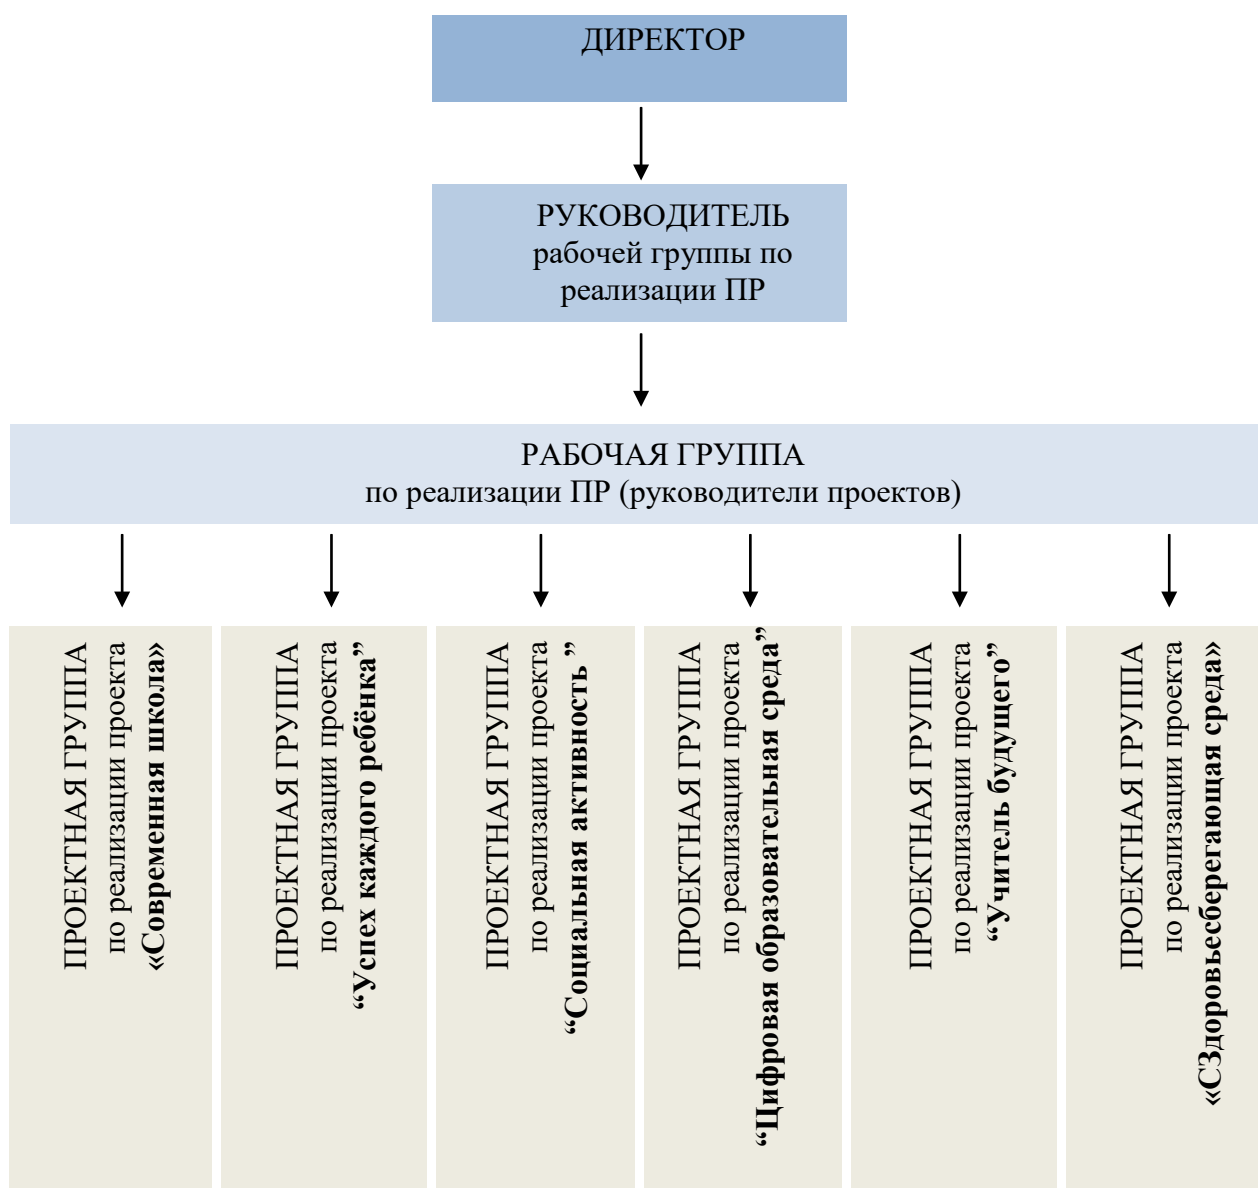 ДИРЕКТОР
РУКОВОДИТЕЛЬ
рабочей группы по
реализации ПР
РАБОЧАЯ ГРУППА
по реализации ПР (руководители проектов)
ПРОЕКТНАЯ ГРУППА
по реализации проекта
«Современная школа»
ПРОЕКТНАЯ ГРУППА
по реализации проекта
“Успех каждого ребёнка”
ПРОЕКТНАЯ ГРУППА
по реализации проекта
“Социальная активность ”
ПРОЕКТНАЯ ГРУППА
по реализации проекта
“Цифровая образовательная среда”
ПРОЕКТНАЯ ГРУППА
по реализации проекта
“Учитель будущего”
ПРОЕКТНАЯ ГРУППА
по реализации проекта
«СЗдоровьесберегающая среда»